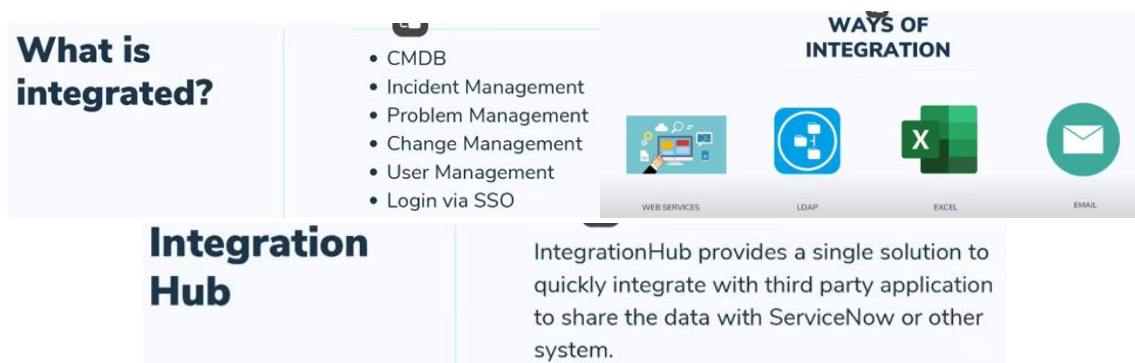 What is
integrated?
• CMDB
• Incident Management
• Problem Management
• Change Management
• User Management
• Login via SSO
WAYS OF
INTEGRATION
X
WEB SERVICES
LDAP
EXCEL
EMAIL
Integration
Hub
IntegrationHub provides a single solution to
quickly integrate with third party application
to share the data with ServiceNow or other
system.